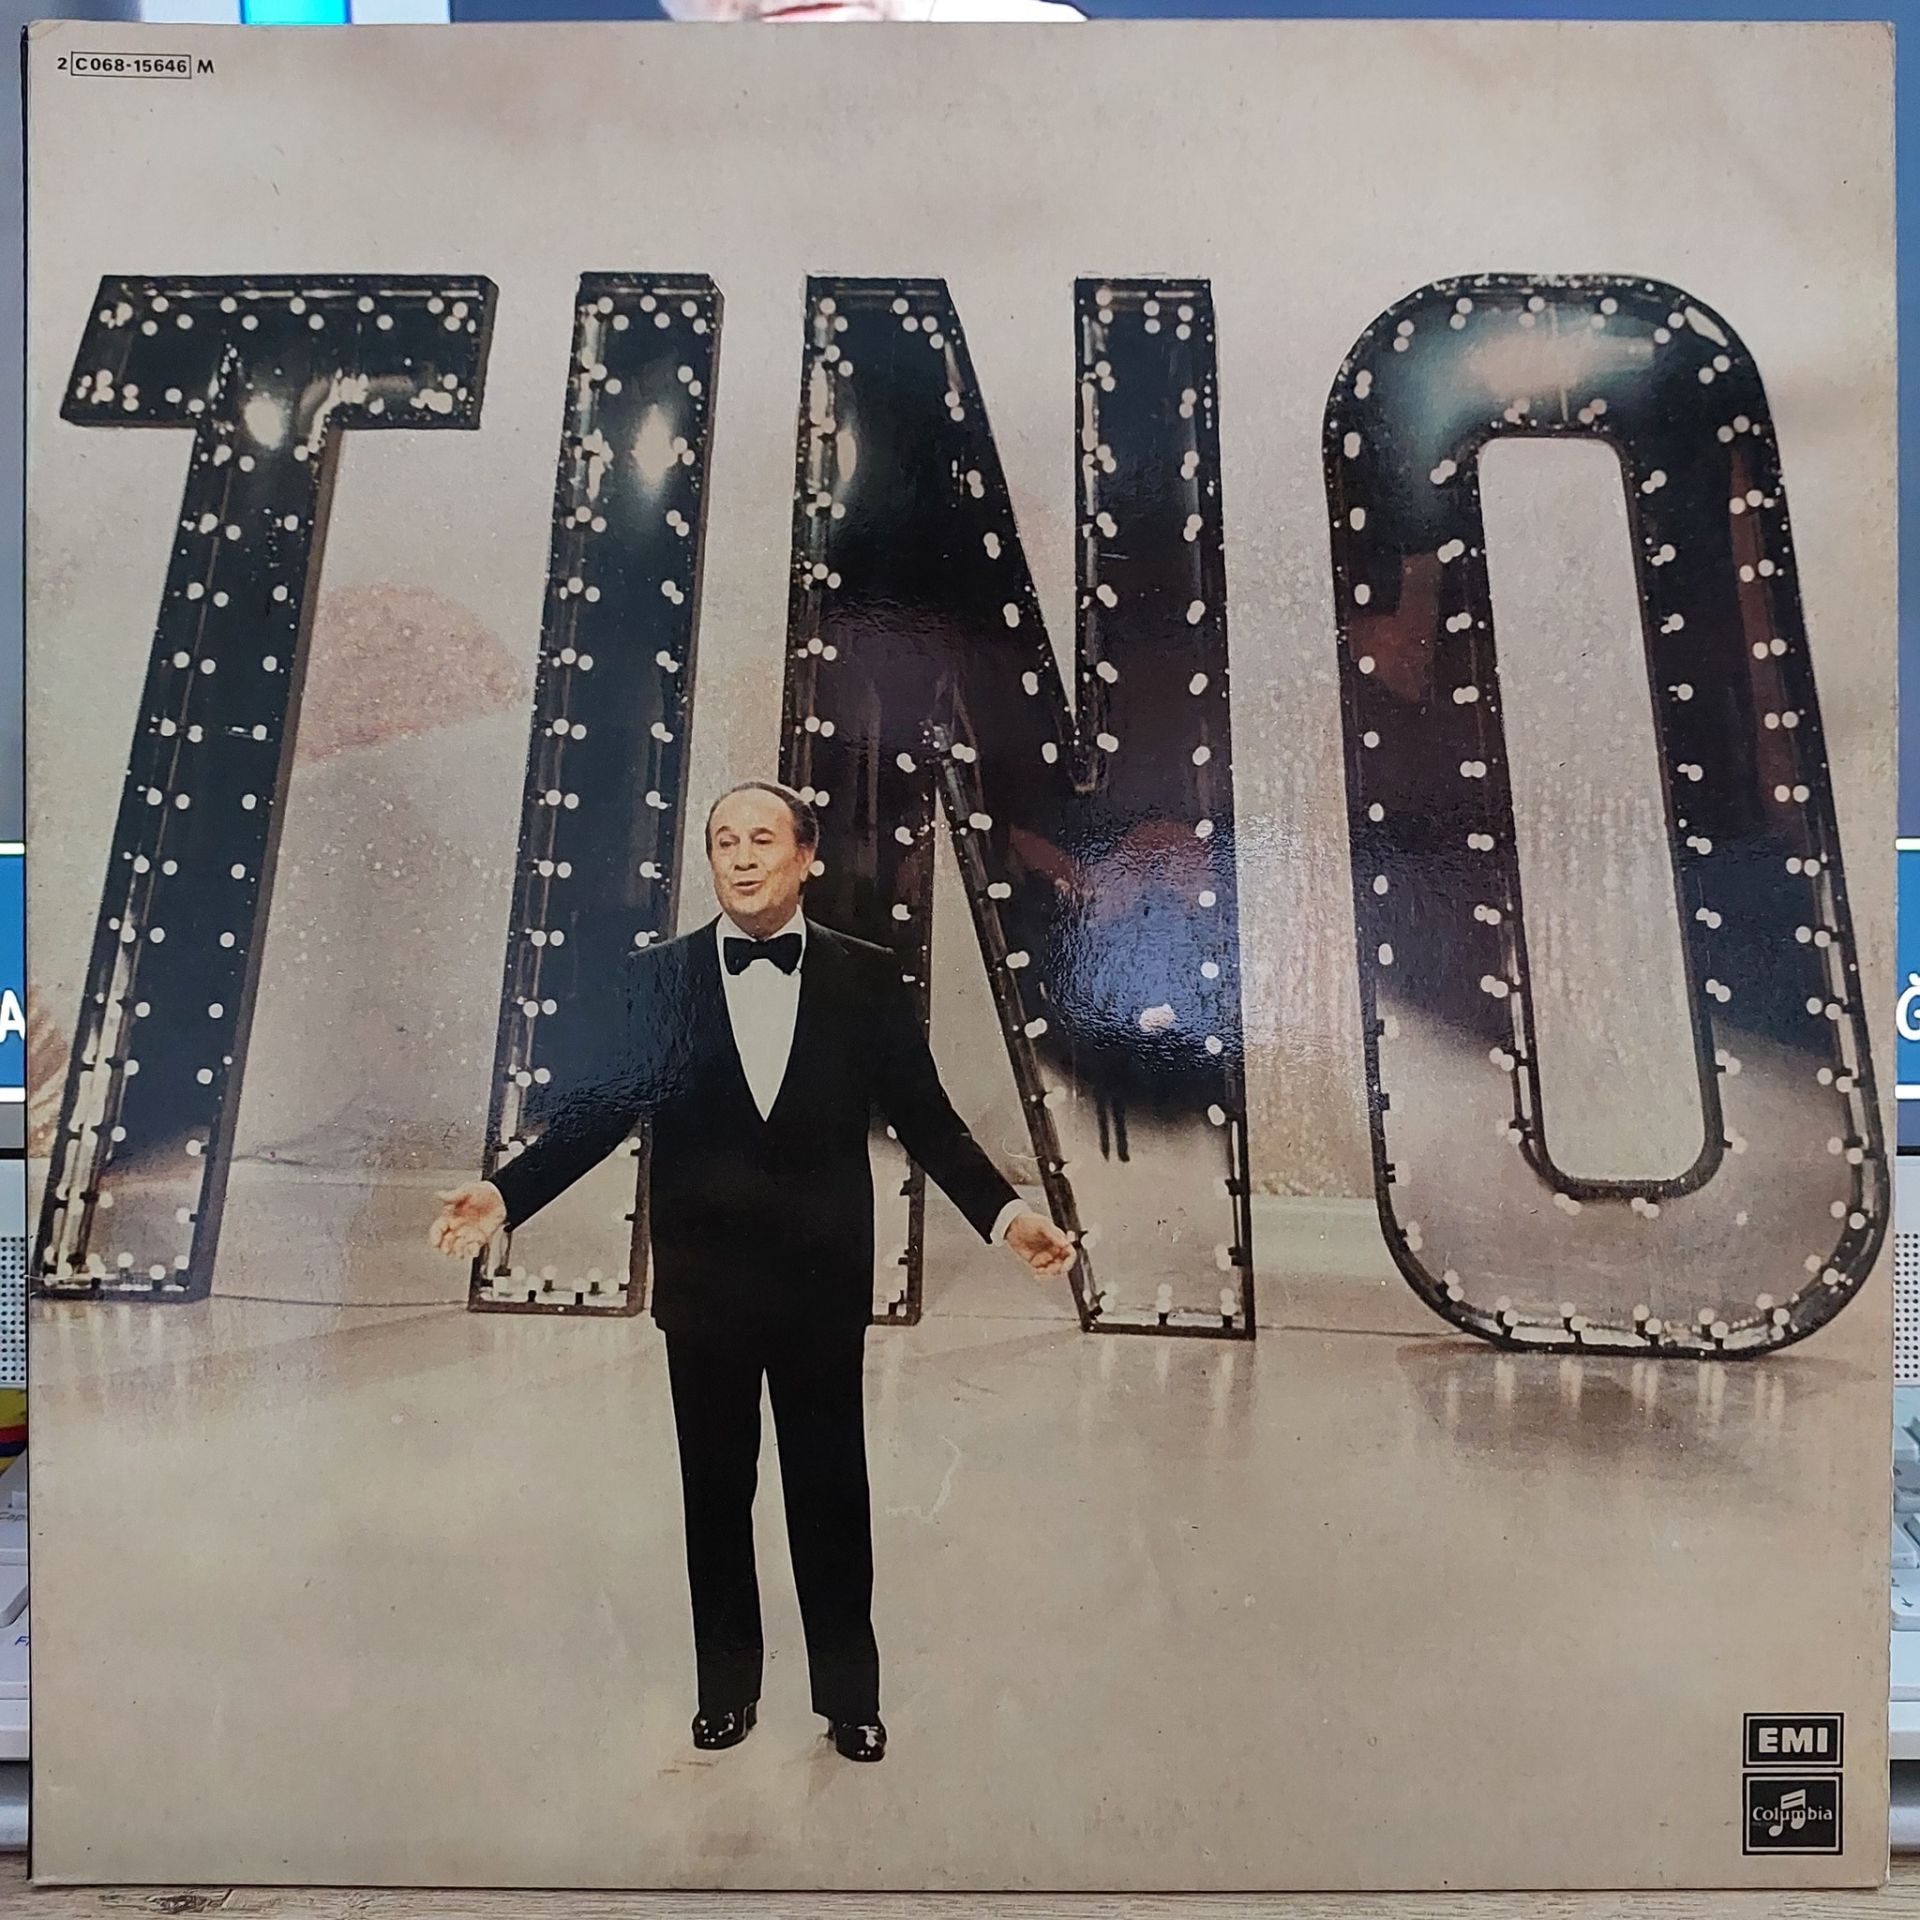 2 C068-15646 M
TINO
A
Ğ
EMI
Columbia